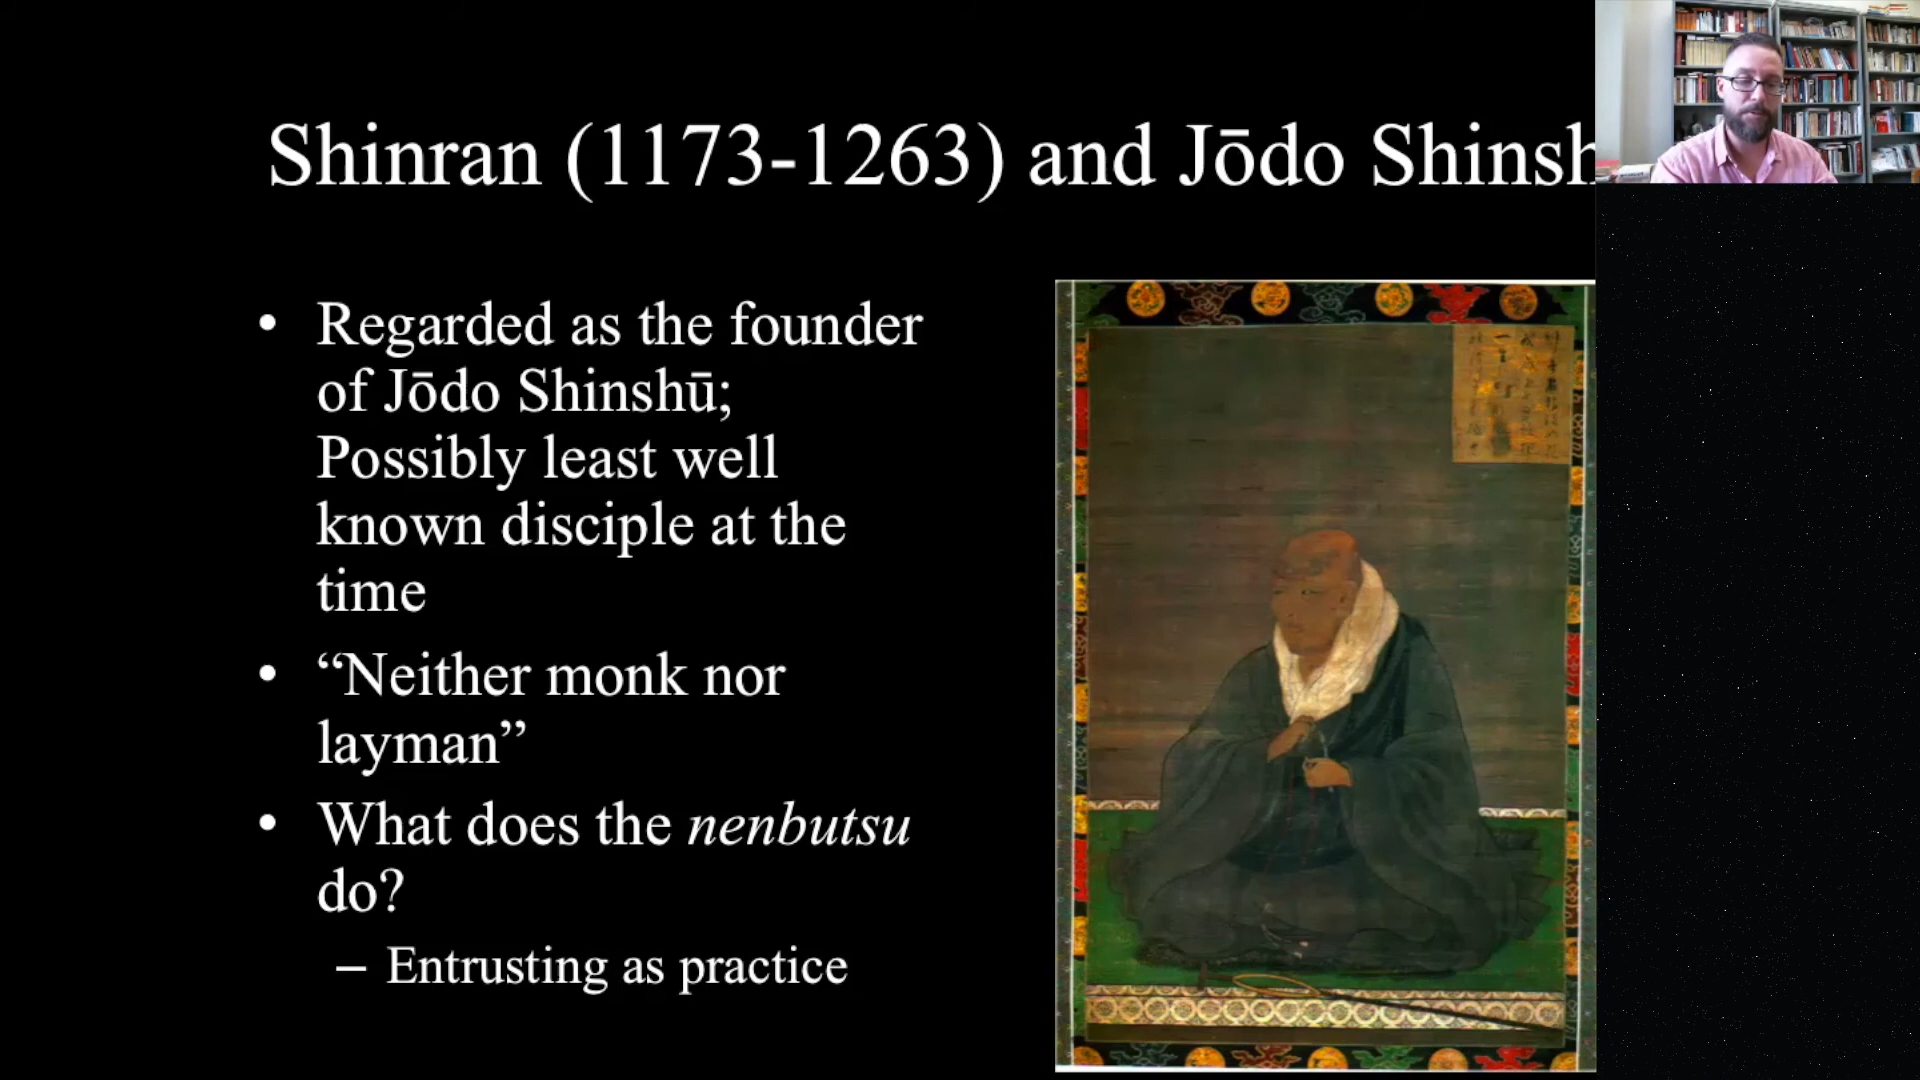 Shinran (1173-1263) and Jōdo Shinsh
• Regarded as the founder
of Jōdo Shinshū;
Possibly least well
known disciple at the
time
• “Neither monk nor
layman”
• What does the nenbutsu
do?
– Entrusting as practice